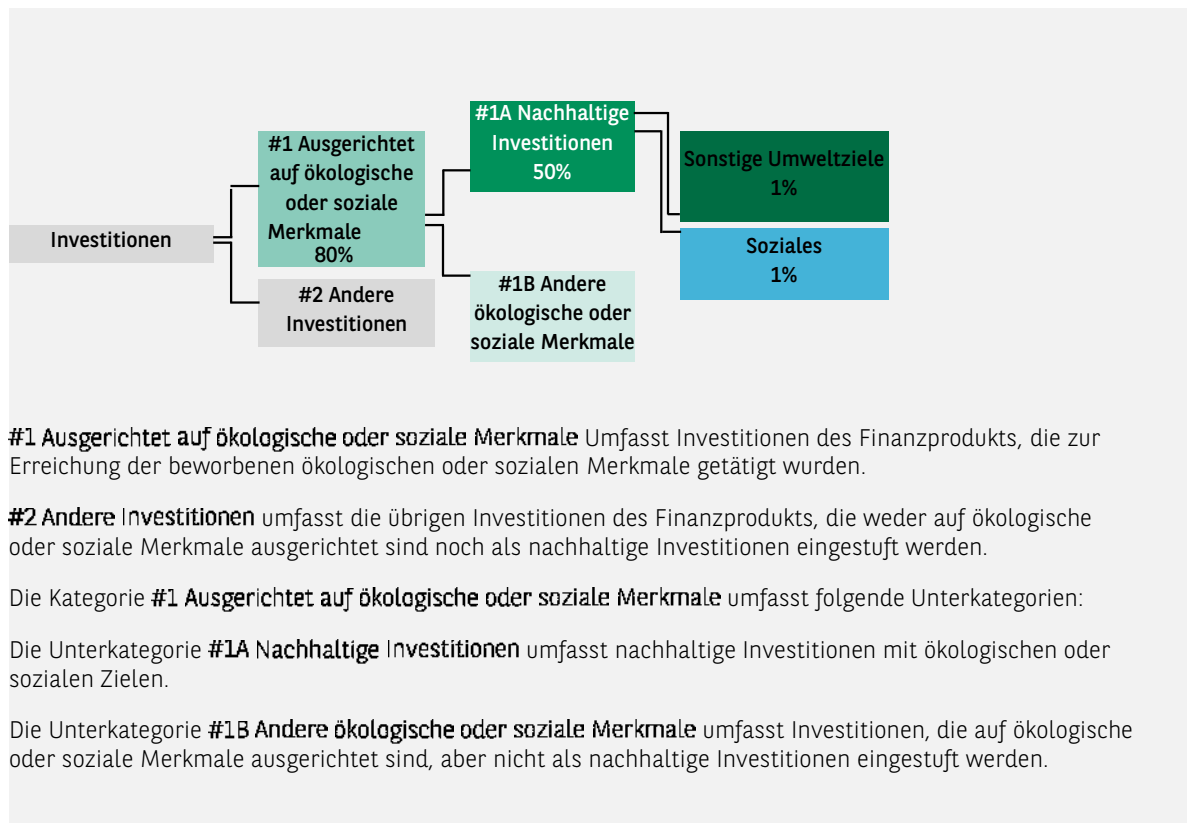 Investitionen
#1 Ausgerichtet
auf ökologische
oder soziale
Merkmale
80%
#2 Andere
Investitionen
#1A Nachhaltige
Investitionen
50%
#1B Andere
ökologische oder
soziale Merkmale
Sonstige Umweltziele
1%
Soziales
1%
#1 Ausgerichtet auf ökologische oder soziale Merkmale Umfasst Investitionen des Finanzprodukts, die zur
Erreichung der beworbenen ökologischen oder sozialen Merkmale getätigt wurden.
#2 Andere Investitionen umfasst die übrigen Investitionen des Finanzprodukts, die weder auf ökologische
oder soziale Merkmale ausgerichtet sind noch als nachhaltige Investitionen eingestuft werden.
Die Kategorie #1 Ausgerichtet auf ökologische oder soziale Merkmale umfasst folgende Unterkategorien:
Die Unterkategorie #1A Nachhaltige Investitionen umfasst nachhaltige Investitionen mit ökologischen oder
sozialen Zielen.
Die Unterkategorie #1B Andere ökologische oder soziale Merkmale umfasst Investitionen, die auf ökologische
oder soziale Merkmale ausgerichtet sind, aber nicht als nachhaltige Investitionen eingestuft werden.